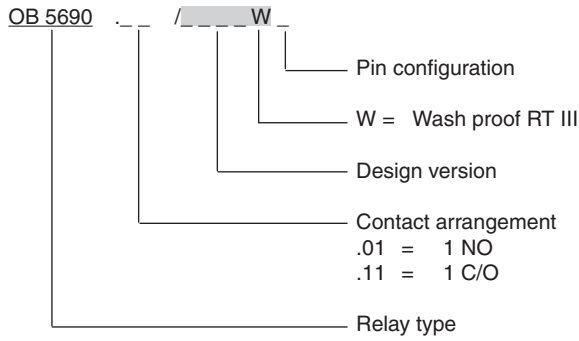 OB 5690 ._ _ /_ _ _ _ W _
Pin configuration
W = Wash proof RT III
Design version
Contact arrangement
.01 = 1 NO
.11 = 1 C/O
Relay type